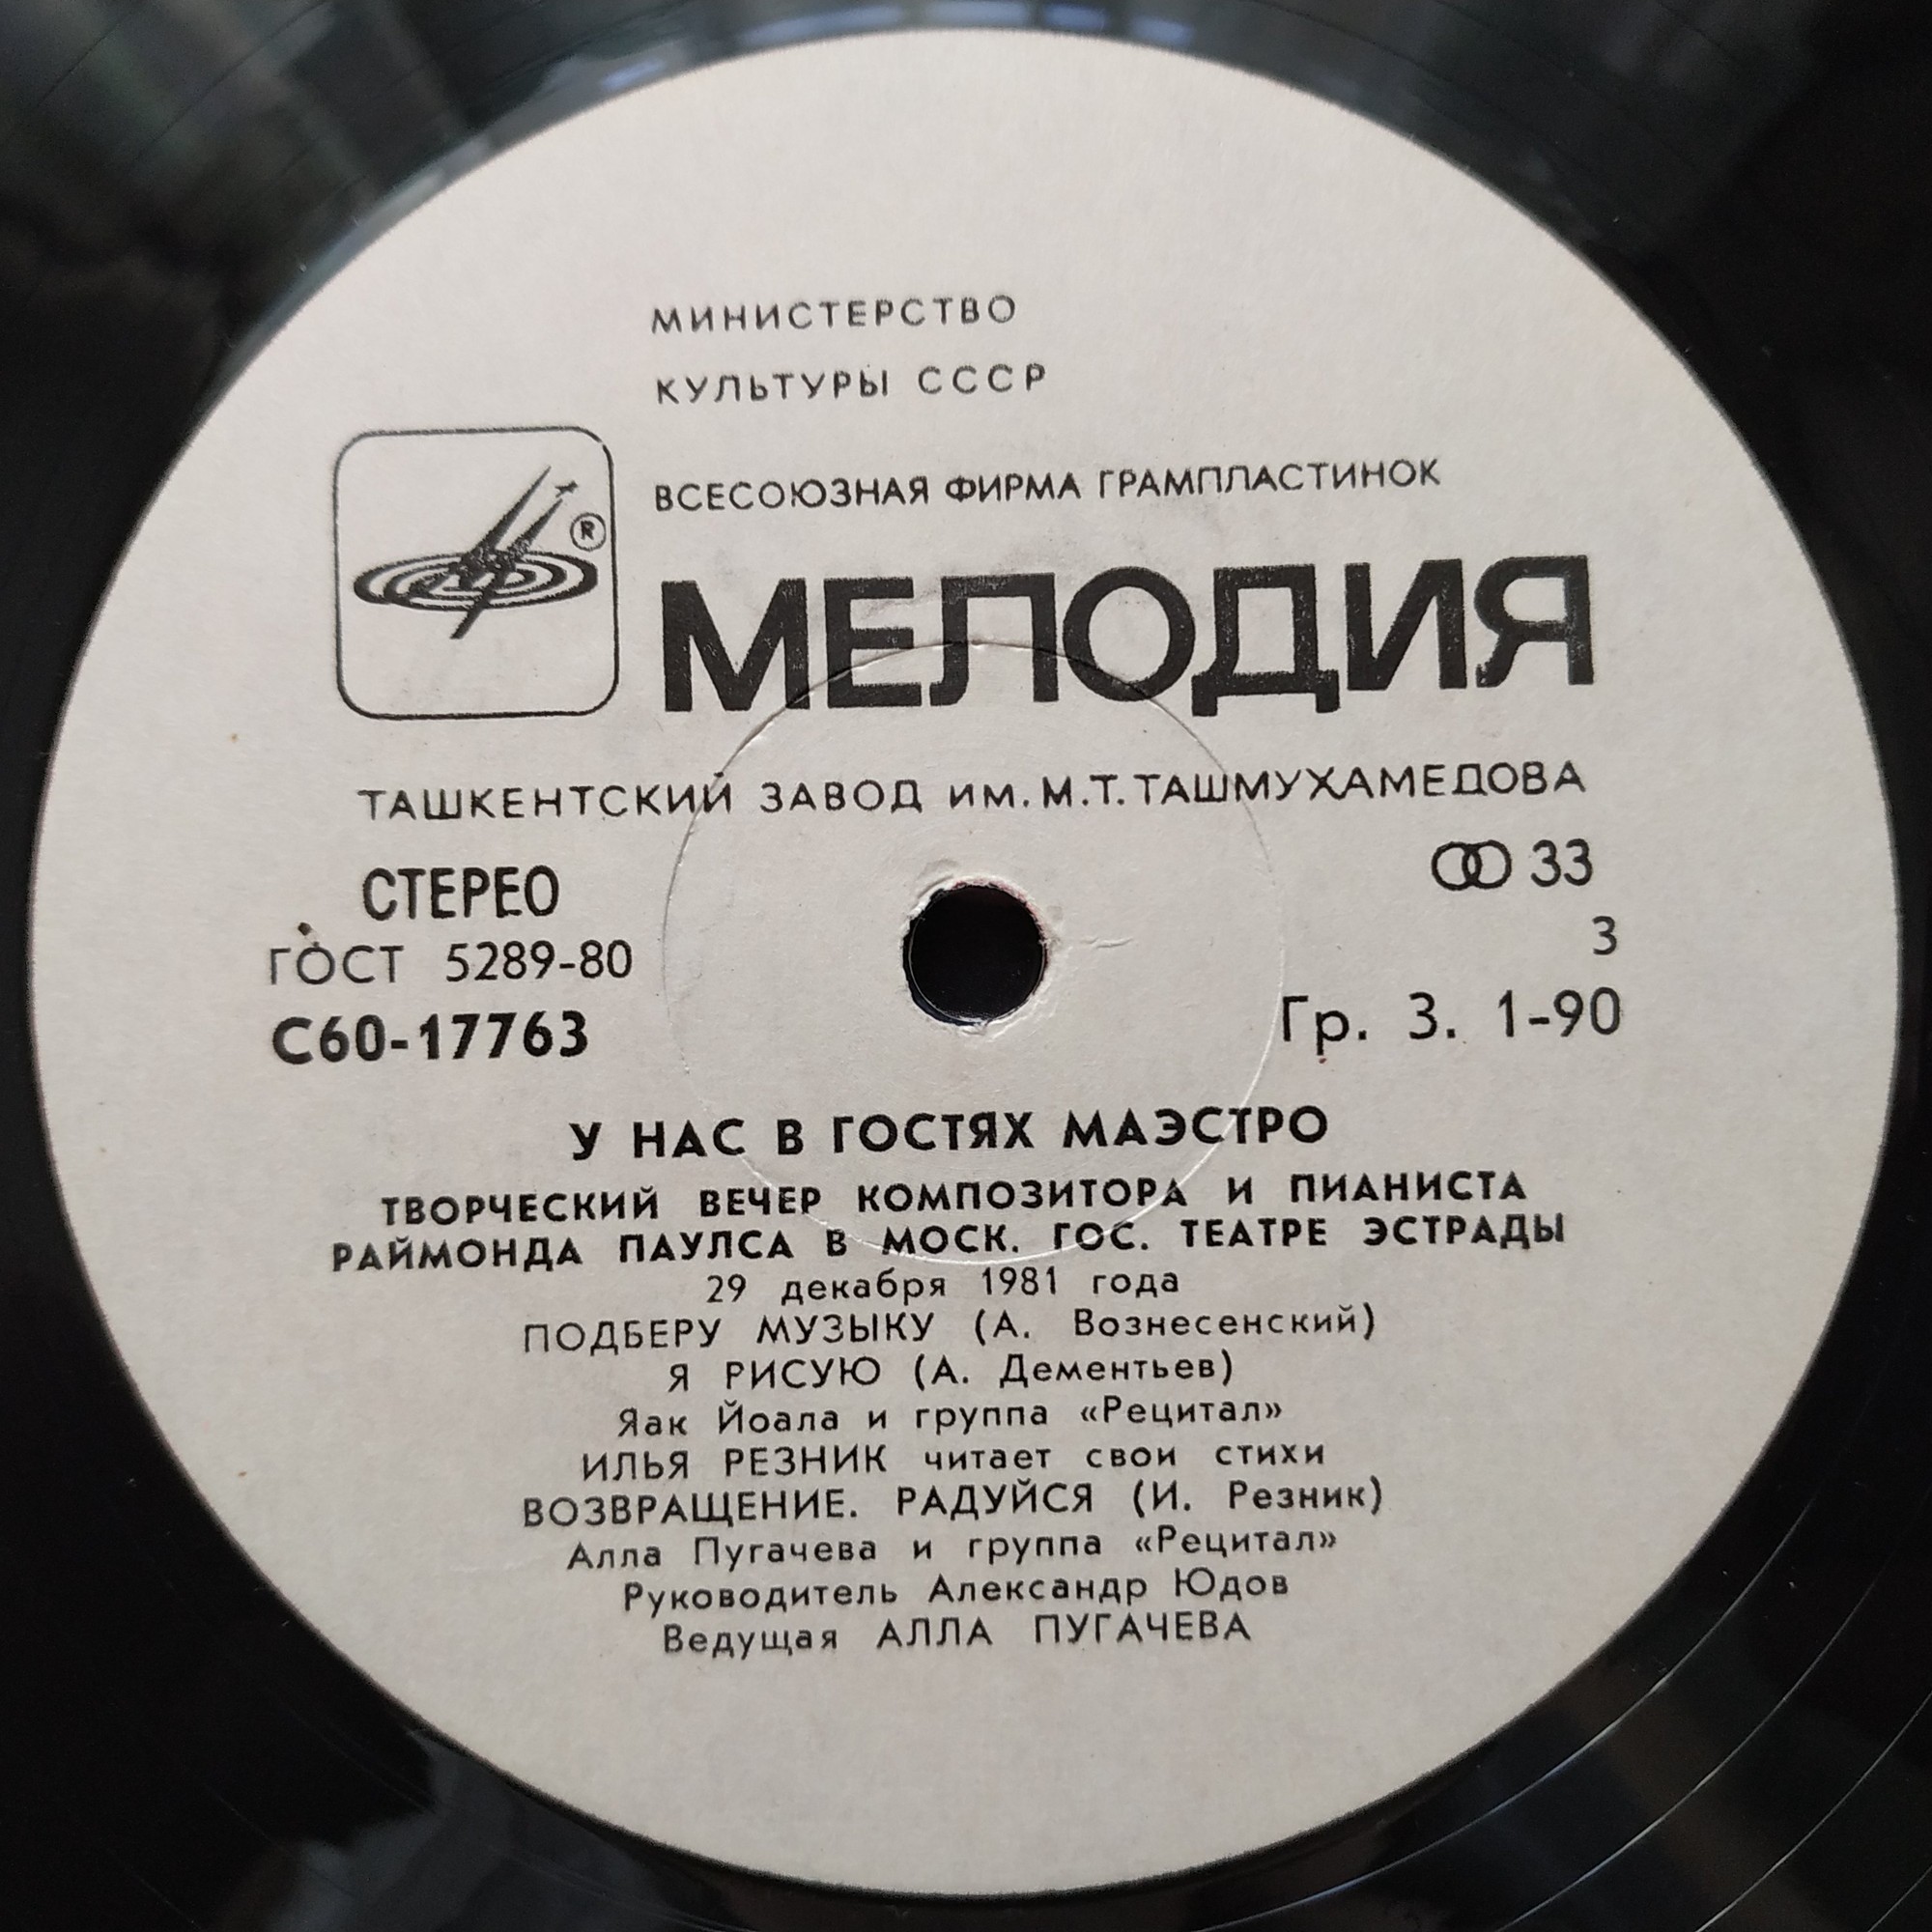 МИНИСТЕРСТВО
КУЛЬТУРЫ СССР
ВСЕСОЮЗНАЯ ФИРМА ГРАМПЛАСТИНОК
®
МЕЛОДИЯ
ТАШКЕНТСКИЙ ЗАВОД ИМ. М.Т. ТАШМУХАМЕДОВА
СТЕРЕО 33
ГОСТ 5289-80 3
С60-17763 Гр. 3. 1-90
У НАС В ГОСТЯХ МАЭСТРО
ТВОРЧЕСКИЙ ВЕЧЕР КОМПОЗИТОРА И ПИАНИСТА
РАЙМОНДА ПАУЛСА В МОСК. ГОС. ТЕАТРЕ ЭСТРАДЫ
29 декабря 1981 года
ПОДБЕРУ МУЗЫКУ (А. Вознесенский)
Я РИСУЮ (А. Дементьев)
Яак Йоала и группа «Рецитал»
ИЛЬЯ РЕЗНИК читает свои стихи
ВОЗВРАЩЕНИЕ. РАДУЙСЯ (И. Резник)
Алла Пугачева и группа «Рецитал»
Руководитель Александр Юдов
Ведущая АЛЛА ПУГАЧЕВА